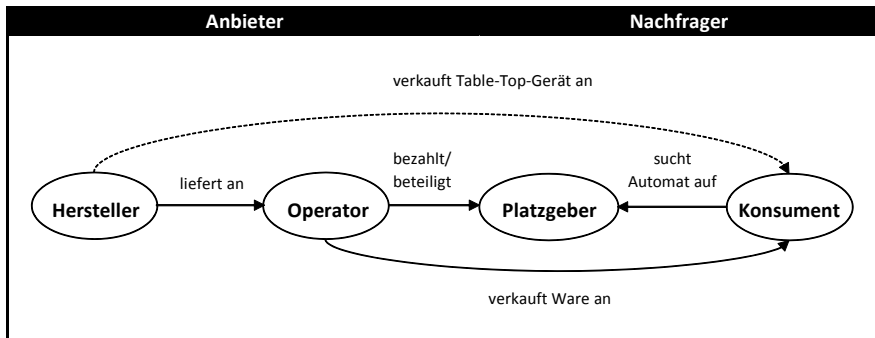 Anbieter
Nachfrager
verkauft Table-Top-Gerät an
liefert an
bezahlt/
beteiligt
sucht
Automat auf
Hersteller
Operator
Platzgeber
Konsument
verkauft Ware an